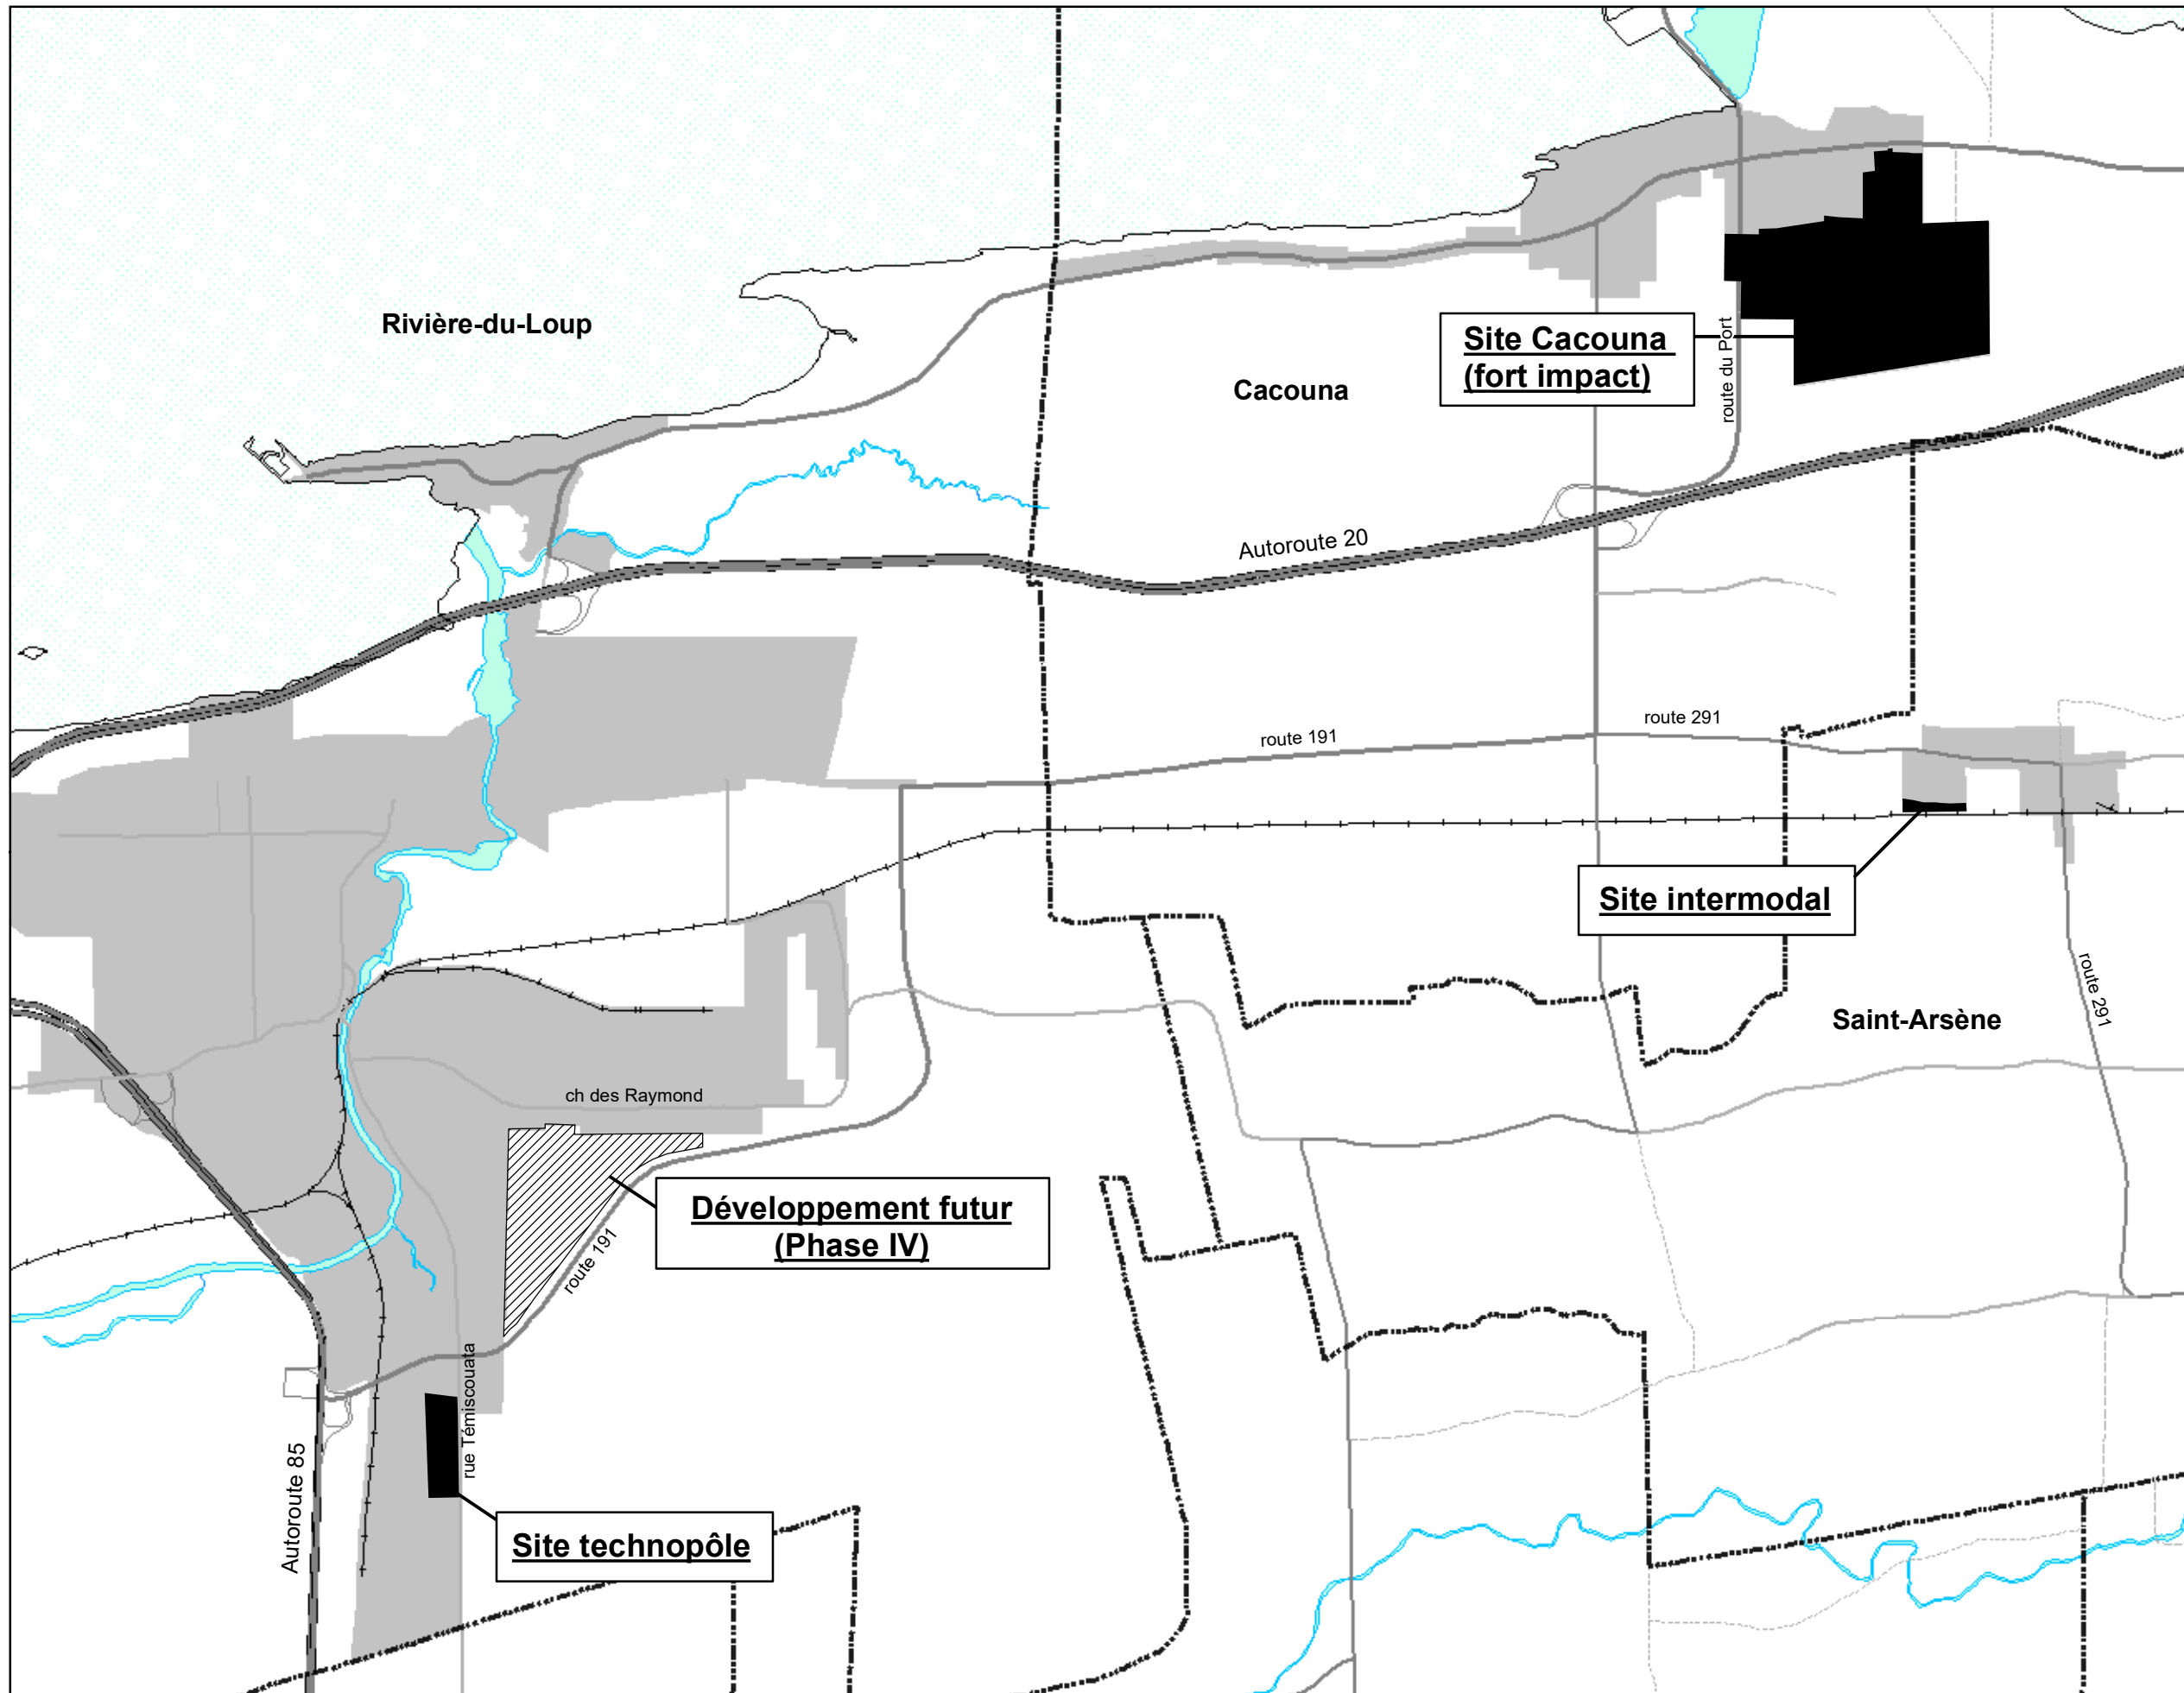 Rivière-du-Loup
Site Cacouna
(fort impact)
route du Port
Cacouna
Autoroute 20
route 291
route 191
Site intermodal
route 291
Saint-Arsène
ch des Raymond
Développement futur
(Phase IV)
route 191
rue Témiscouata
Autoroute 85
Site technopôle